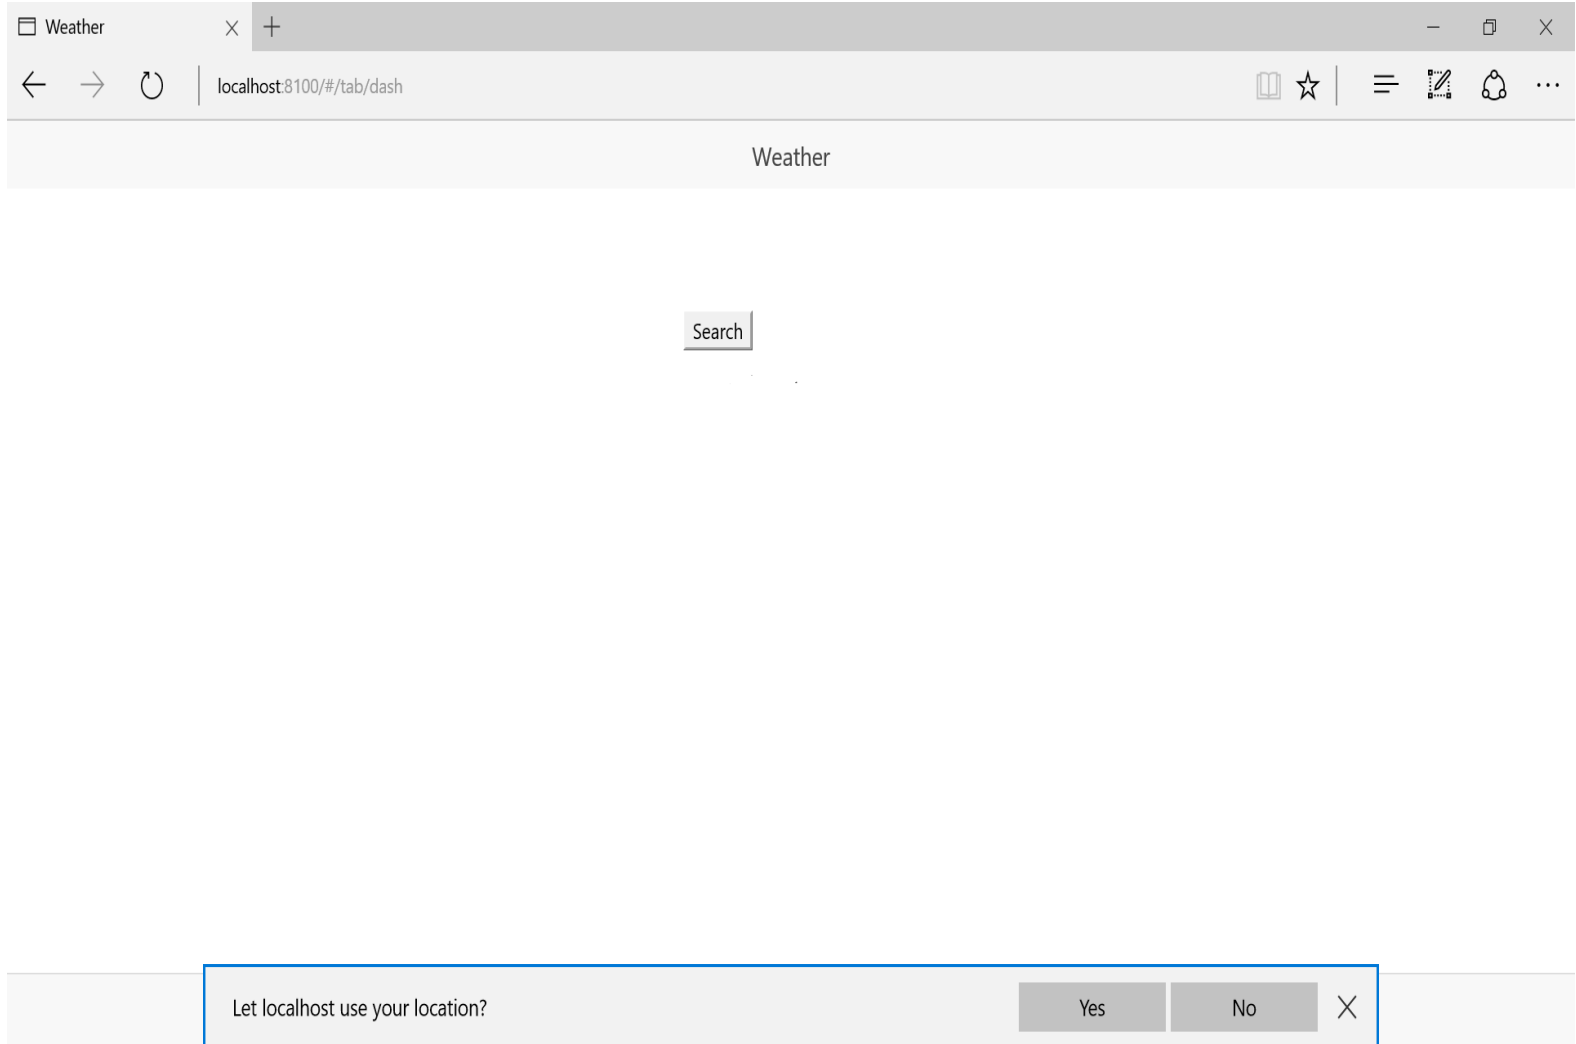 Weather
localhost:8100/#/tab/dash
Weather
Search
Let localhost use your location? Yes No